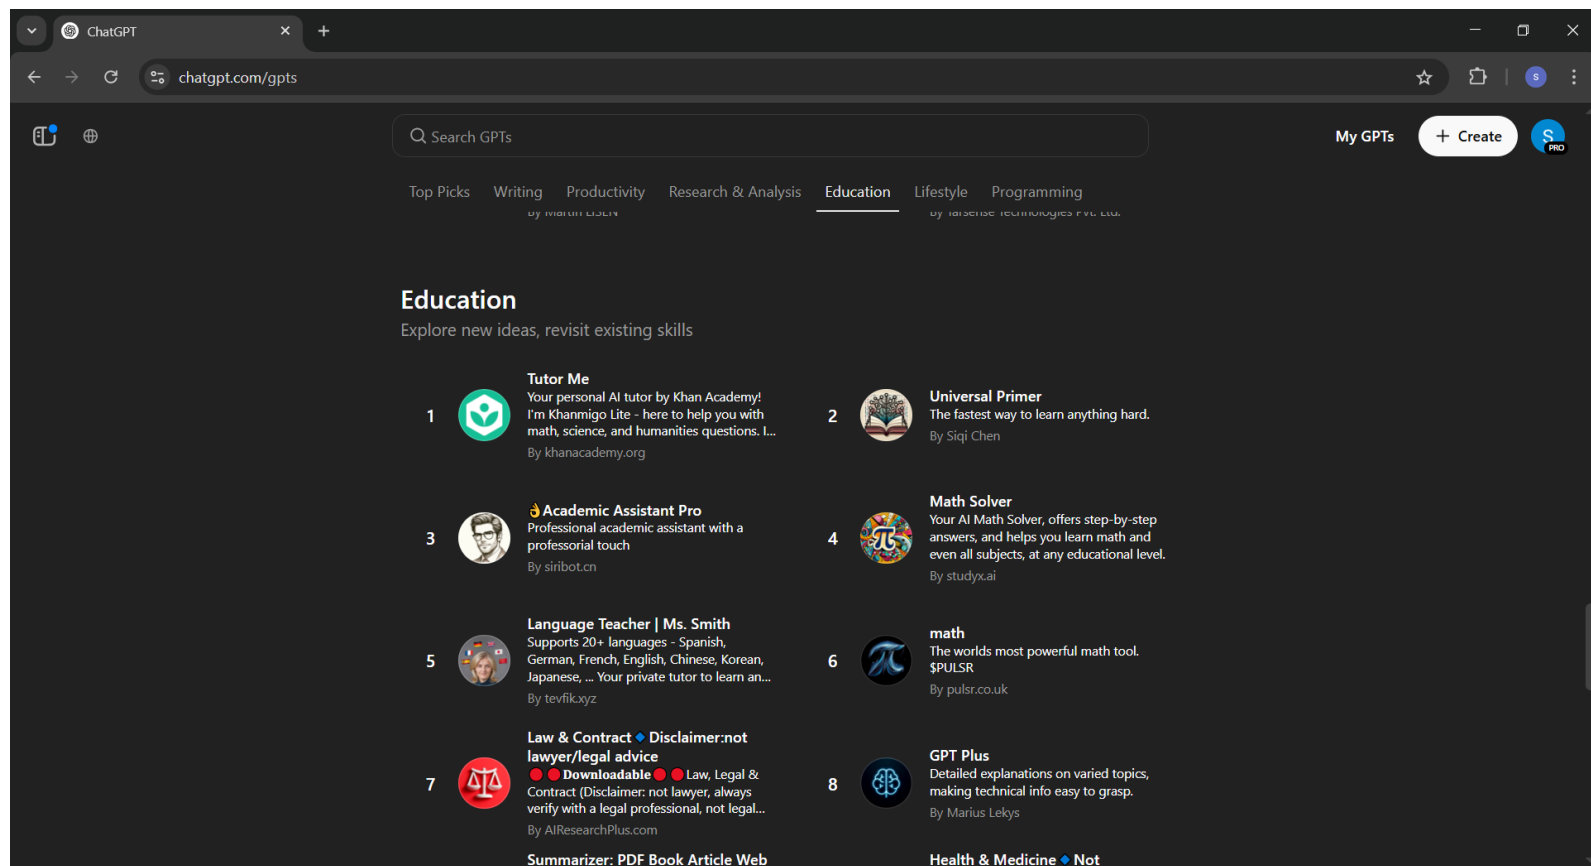 ChatGPT
chatgpt.com/gpts
S
Search GPTs
My GPTs
+ Create
S
PRO
Top Picks
Writing
Productivity
Research & Analysis
Education
Lifestyle
Programming
By Martin EISEN
By Tarsense Technologies Pvt. Ltd.
Education
Explore new ideas, revisit existing skills
1
Tutor Me
Your personal AI tutor by Khan Academy!
I'm Khanmigo Lite - here to help you with
math, science, and humanities questions. I...
By khanacademy.org
2
Universal Primer
The fastest way to learn anything hard.
By Siqi Chen
3
👌Academic Assistant Pro
Professional academic assistant with a
professorial touch
By siribot.cn
4
Math Solver
Your AI Math Solver, offers step-by-step
answers, and helps you learn math and
even all subjects, at any educational level.
By studyx.ai
5
Language Teacher | Ms. Smith
Supports 20+ languages - Spanish,
German, French, English, Chinese, Korean,
Japanese, ... Your private tutor to learn an...
By tevfik.xyz
6
math
The worlds most powerful math tool.
$PULSR
By pulsr.co.uk
7
Law & Contract🔹Disclaimer:not
lawyer/legal advice
🔴🔴𝐃𝐨𝐰𝐧𝐥𝐨𝐚𝐝𝐚𝐛𝐥𝐞🔴🔴Law, Legal &
Contract (Disclaimer: not lawyer, always
verify with a legal professional, not legal...
By AIResearchPlus.com
8
GPT Plus
Detailed explanations on varied topics,
making technical info easy to grasp.
By Marius Lekys
Summarizer: PDF Book Article Web
Health & Medicine🔹Not